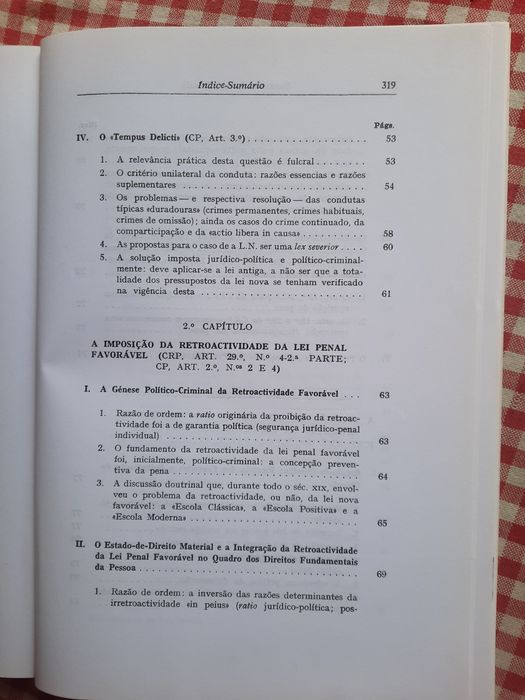 Índice-Sumário 319
Págs.
IV. O «Tempus Delicti» (CP, Art. 3.º) . . . . . . . . . . . . . . . . . . . . 53
1. A relevância prática desta questão é fulcral . . . . . . . . 53
2. O critério unilateral da conduta: razões essencias e razões
suplementares . . . . . . . . . . . . . . . . . . . . . . . . . . . . . 54
3. Os problemas — e respectiva resolução — das condutas
típicas «duradouras» (crimes permanentes, crimes habituais,
crimes de omissão); ainda os casos do crime continuado, da
comparticipação e da «actio libera in causa» . . . . . . . . . . 58
4. As propostas para o caso de a L.N. ser uma lex severior . . . . 60
5. A solução imposta jurídico-política e político-criminal-
mente: deve aplicar-se a lei antiga, a não ser que a tota-
lidade dos pressupostos da lei nova se tenham verificado
na vigência desta . . . . . . . . . . . . . . . . . . . . . . . . . . 61
2.º CAPÍTULO
A IMPOSIÇÃO DA RETROACTIVIDADE DA LEI PENAL
FAVORÁVEL (CRP, ART. 29.º, N.º 4-2.ª PARTE;
CP, ART. 2.º, N.os 2 E 4)
I. A Génese Político-Criminal da Retroactividade Favorável . . . 63
1. Razão de ordem: a ratio originária da proibição da retroac-
tividade foi a de garantia política (segurança jurídico-penal
individual) . . . . . . . . . . . . . . . . . . . . . . . . . . . . . . . 63
2. O fundamento da retroactividade da lei penal favorável
foi, inicialmente, político-criminal: a concepção preven-
tiva da pena . . . . . . . . . . . . . . . . . . . . . . . . . . . . . . 64
3. A discussão doutrinal que, durante todo o séc. XIX, envol-
veu o problema da retroactividade, ou não, da lei nova
favorável: a «Escola Clássica», a «Escola Positiva» e a
«Escola Moderna» . . . . . . . . . . . . . . . . . . . . . . . . . . . 65
II. O Estado-de-Direito Material e a Integração da Retroactividade
da Lei Penal Favorável no Quadro dos Direitos Fundamentais
da Pessoa . . . . . . . . . . . . . . . . . . . . . . . . . . . . . . . . . . 69
1. Razão de ordem: a inversão das razões determinantes da
irretroactividade «in peius» (ratio jurídico-política; pos-